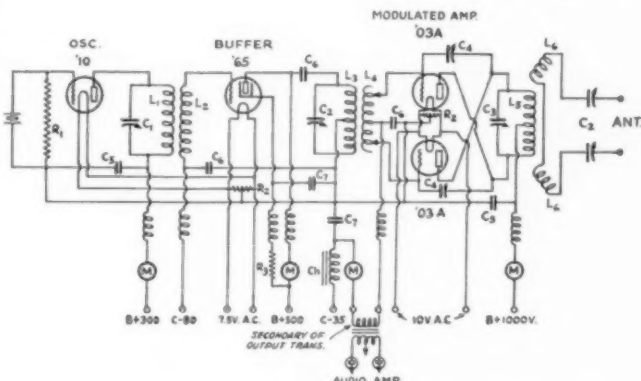 MODULATED AMP.
OSC.
BUFFER
'03A
'10
'65
C6
C4
L6
L1
L2
L3
L4
C1
C2
C6
R2
C3
L5
C2
ANT.
R1
C5
C6
R2
C7
C4
'03A
L6
C7
C9
R3
Ch
M
M
M
M
B+300
C-80
7.5V. A.C.
B+500
C-35
10V. A.C
B+1000V.
SECONDARY OF
OUTPUT TRANS.
AUDIO AMP.